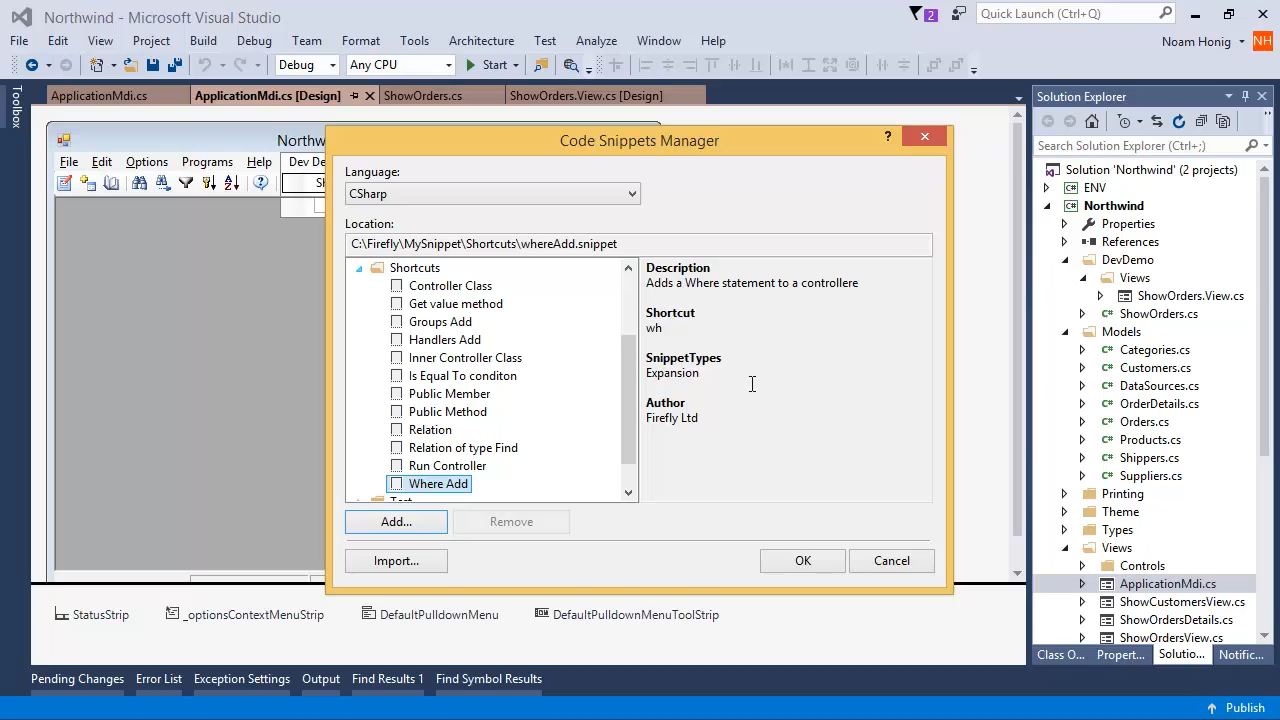 Northwind - Microsoft Visual Studio
2
Quick Launch (Ctrl+Q)
File Edit View Project Build Debug Team Format Tools Architecture Test Analyze Window Help
Noam Honig NH
Debug Any CPU Start
Toolbox
ApplicationMdi.cs ApplicationMdi.cs [Design] ShowOrders.cs ShowOrders.View.cs [Design]
File Edit Options Programs Help
Code Snippets Manager
?
Language:
CSharp
Location:
C:\Firefly\MySnippet\Shortcuts\whereAdd.snippet
Shortcuts
Controller Class
Get value method
Groups Add
Handlers Add
Inner Controller Class
Is Equal To conditon
Public Member
Public Method
Relation
Relation of type Find
Run Controller
Where Add
Description
Adds a Where statement to a controllere
Shortcut
wh
SnippetTypes
Expansion
Author
Firefly Ltd
Add... Remove
Import... OK Cancel
StatusStrip _optionsContextMenuStrip DefaultPulldownMenu DefaultPulldownMenuToolStrip
Solution Explorer
Search Solution Explorer (Ctrl+;)
Solution 'Northwind' (2 projects)
ENV
Northwind
Properties
References
DevDemo
Views
ShowOrders.View.cs
ShowOrders.cs
Models
Categories.cs
Customers.cs
DataSources.cs
OrderDetails.cs
Orders.cs
Products.cs
Shippers.cs
Suppliers.cs
Printing
Theme
Types
Views
Controls
ApplicationMdi.cs
ShowCustomersView.cs
ShowOrdersDetails.cs
ShowOrdersView.cs
Class O... Propert... Solutio... Notific...
Pending Changes Error List Exception Settings Output Find Results 1 Find Symbol Results
Publish